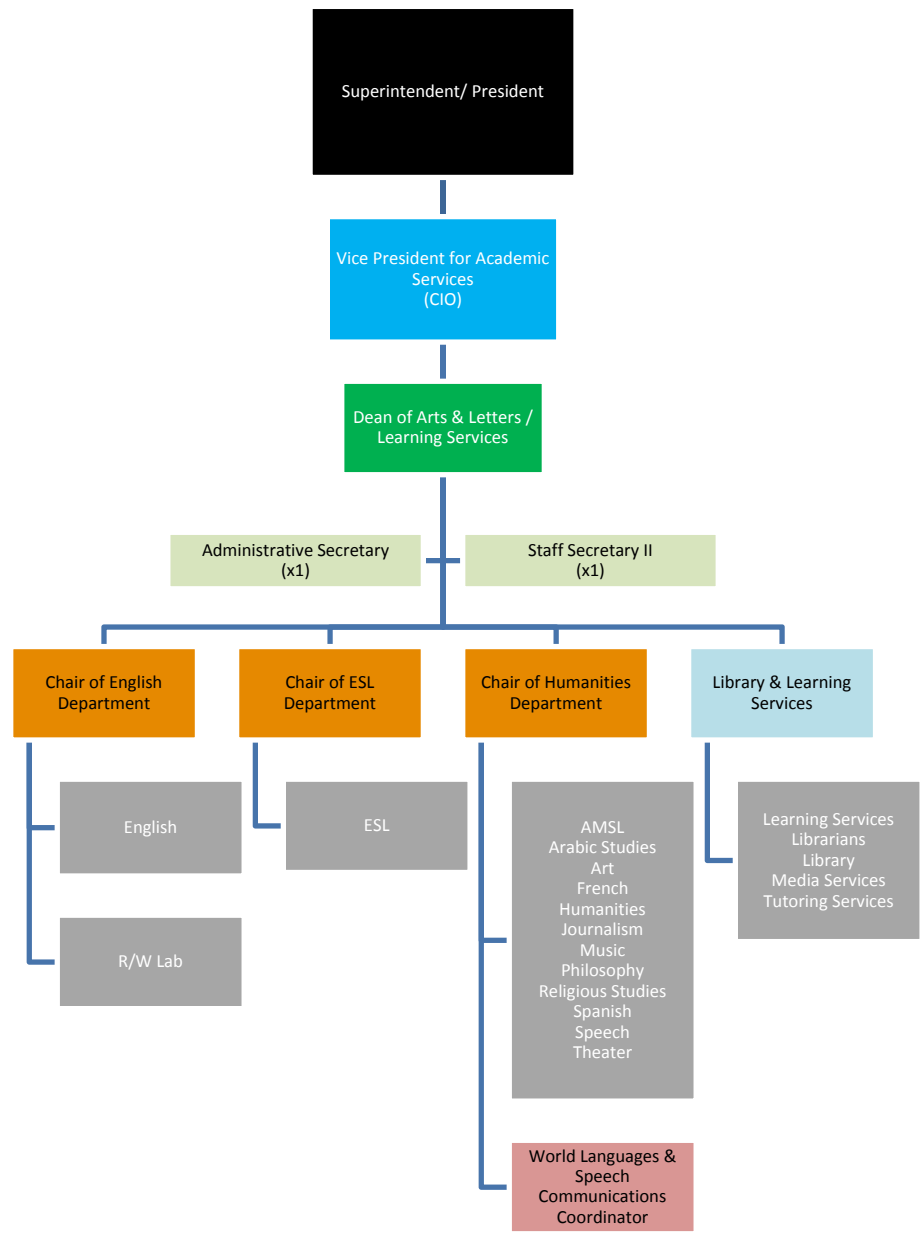 Superintendent/ President
Vice President for Academic
Services
(CIO)
Dean of Arts & Letters /
Learning Services
Administrative Secretary
(x1)
Staff Secretary II
(x1)
Chair of English
Department
Chair of ESL
Department
Chair of Humanities
Department
Library & Learning
Services
English
R/W Lab
ESL
AMSL
Arabic Studies
Art
French
Humanities
Journalism
Music
Philosophy
Religious Studies
Spanish
Speech
Theater
World Languages &
Speech
Communications
Coordinator
Learning Services
Librarians
Library
Media Services
Tutoring Services